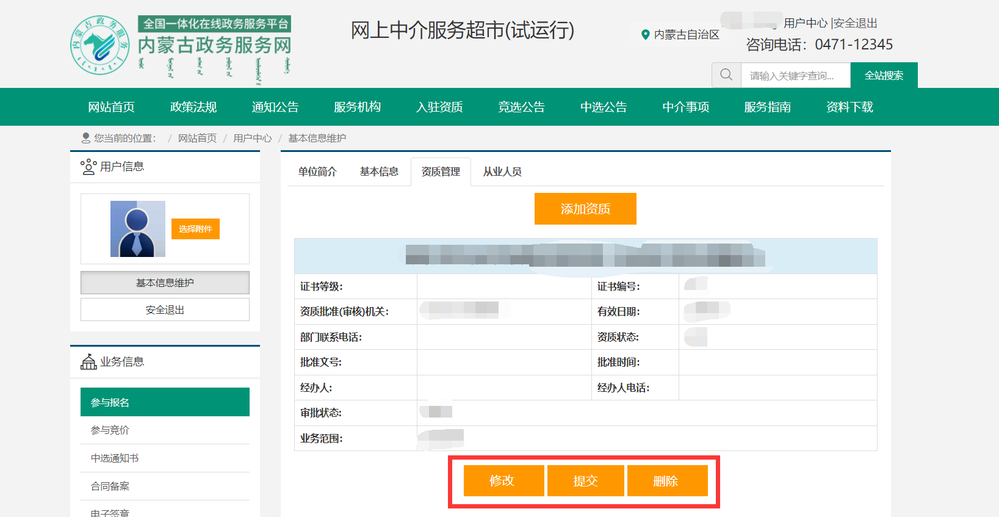 全国一体化在线政务服务平台
内蒙古政务服务网
内蒙古政务服务
网上中介服务超市(试运行)
内蒙古自治区
用户中心 |安全退出
咨询电话：0471-12345
请输入关键字查询...
全站搜索
网站首页 政策法规 通知公告 服务机构 入驻资质 竞选公告 中选公告 中介事项 服务指南 资料下载
您当前的位置： / 网站首页 / 用户中心 / 基本信息维护
用户信息
选择附件
基本信息维护
安全退出
业务信息
参与报名
参与竞价
中选通知书
合同备案
电子签章
单位简介 基本信息 资质管理 从业人员
添加资质
证书等级： 证书编号：
资质批准(审核)机关： 有效日期：
部门联系电话： 资质状态：
批准文号： 批准时间：
经办人： 经办人电话：
审批状态：
业务范围：
修改 提交 删除